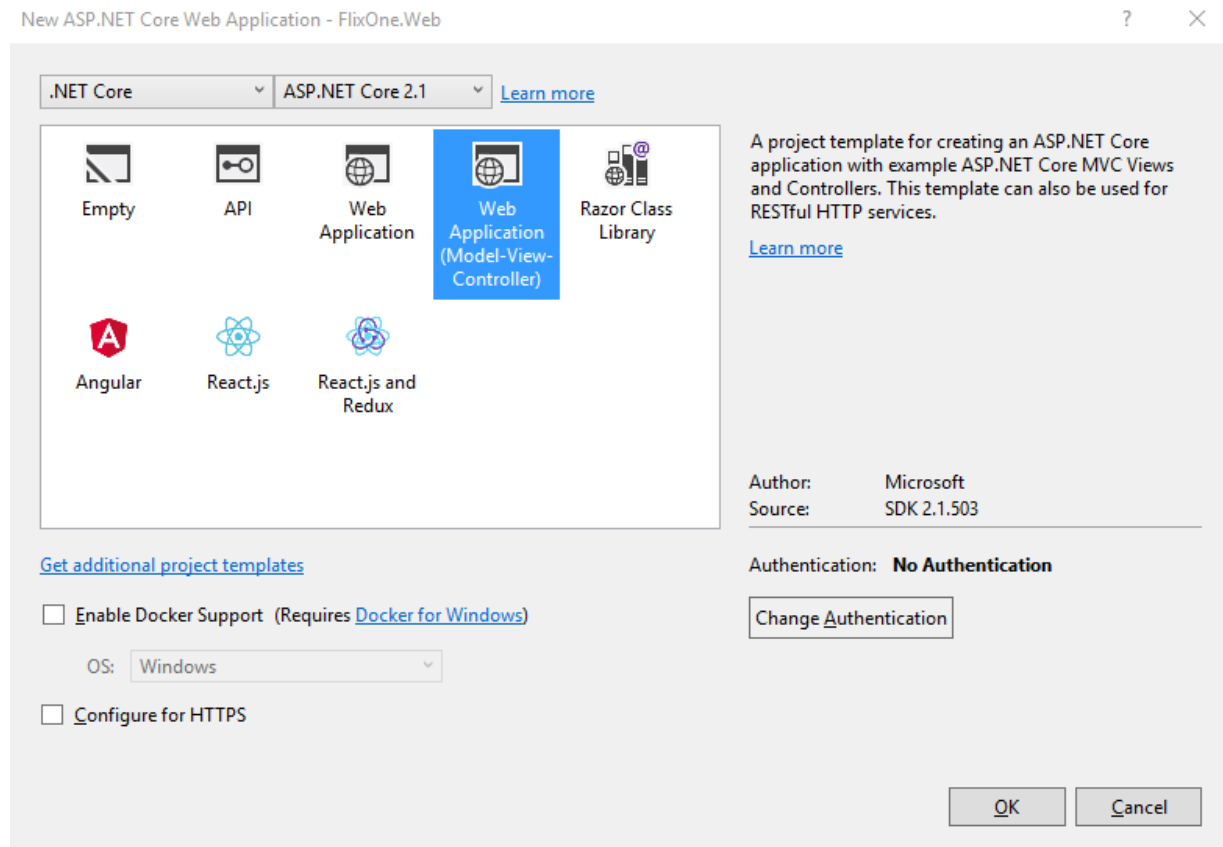 New ASP.NET Core Web Application - FlixOne.Web
?
.NET Core
ASP.NET Core 2.1
Learn more
Empty
API
Web
Application
Web
Application
(Model-View-
Controller)
@
Razor Class
Library
A
Angular
React.js
React.js and
Redux
A project template for creating an ASP.NET Core
application with example ASP.NET Core MVC Views
and Controllers. This template can also be used for
RESTful HTTP services.
Learn more
Author: Microsoft
Source: SDK 2.1.503
Get additional project templates
Authentication: No Authentication
Change Authentication
Enable Docker Support (Requires Docker for Windows)
OS: Windows
Configure for HTTPS
OK
Cancel